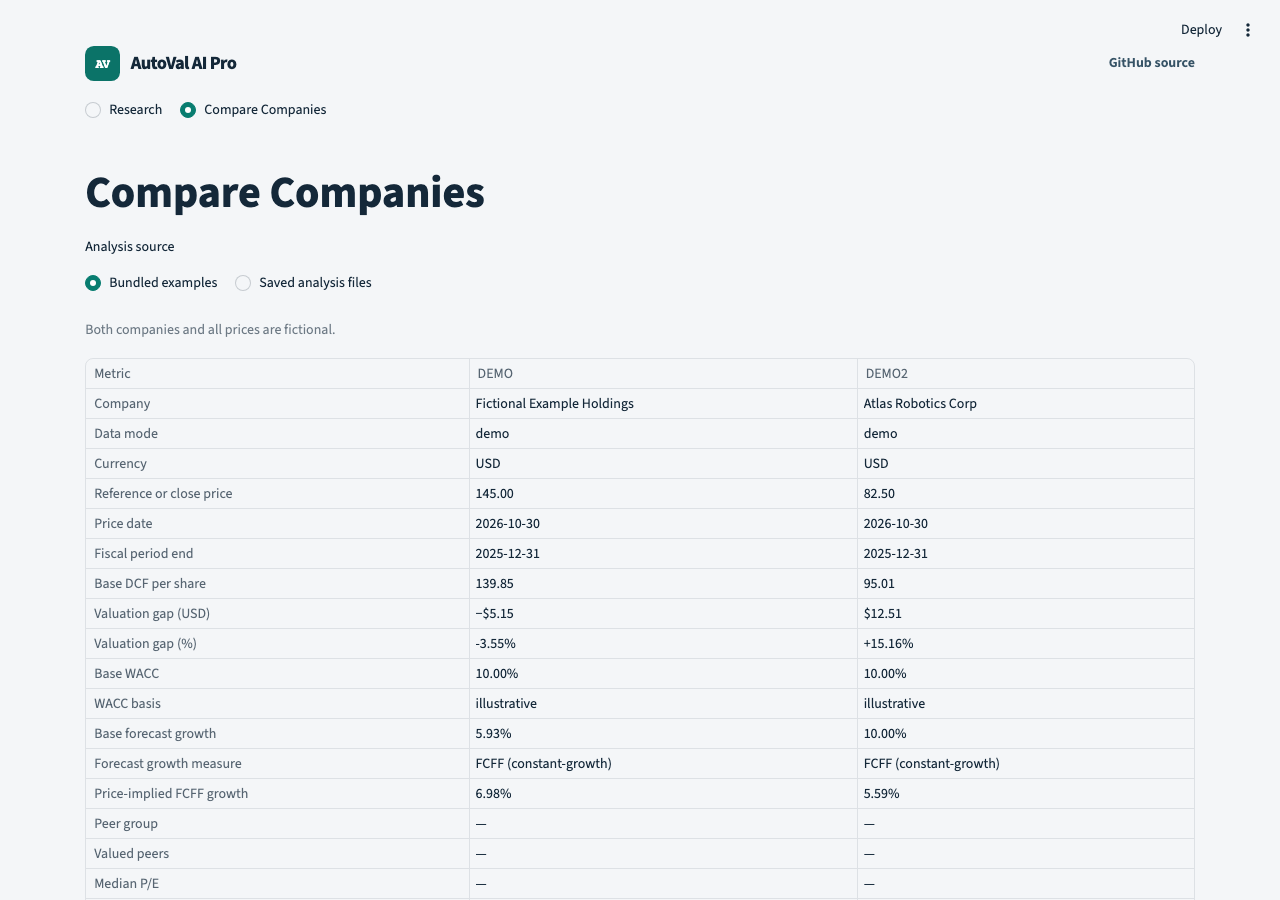 Deploy
AV AutoVal AI Pro GitHub source
Research Compare Companies
Compare Companies
Analysis source
Bundled examples Saved analysis files
Both companies and all prices are fictional.
Metric DEMO DEMO2
Company Fictional Example Holdings Atlas Robotics Corp
Data mode demo demo
Currency USD USD
Reference or close price 145.00 82.50
Price date 2026-10-30 2026-10-30
Fiscal period end 2025-12-31 2025-12-31
Base DCF per share 139.85 95.01
Valuation gap (USD) −$5.15 $12.51
Valuation gap (%) -3.55% +15.16%
Base WACC 10.00% 10.00%
WACC basis illustrative illustrative
Base forecast growth 5.93% 10.00%
Forecast growth measure FCFF (constant-growth) FCFF (constant-growth)
Price-implied FCFF growth 6.98% 5.59%
Peer group — —
Valued peers — —
Median P/E — —